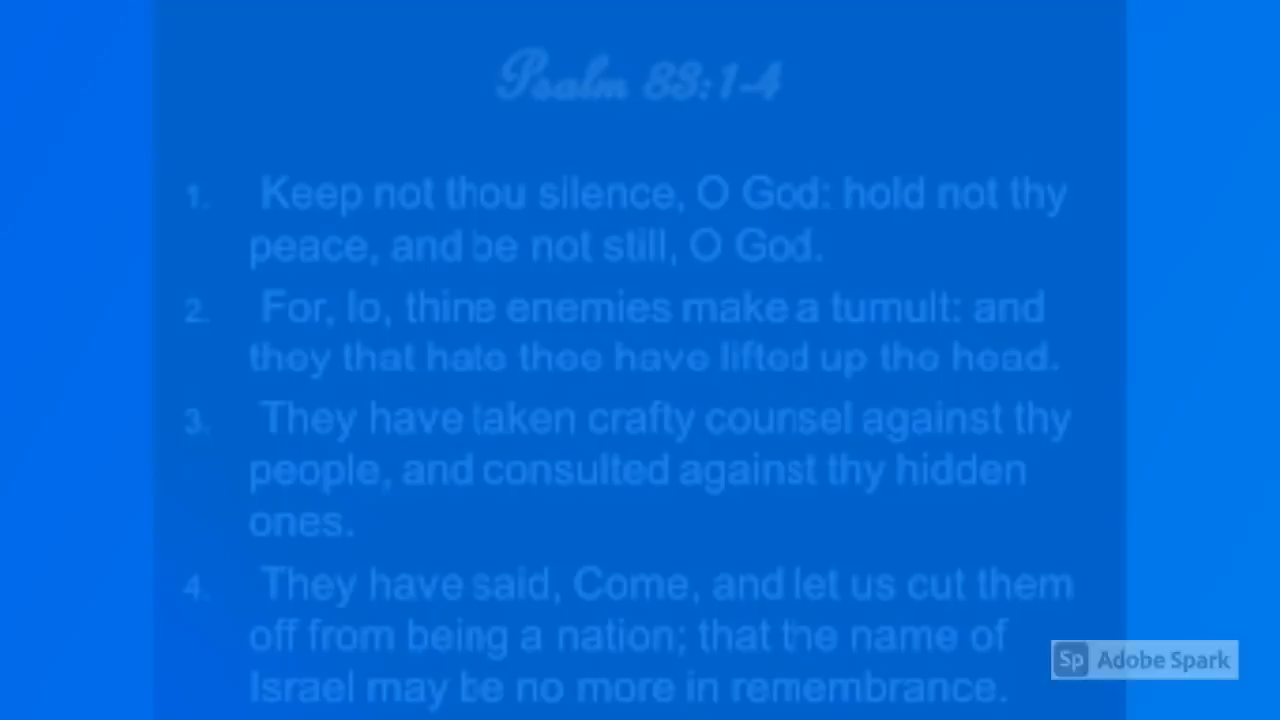 Psalm 83:1-4
1. Keep not thou silence, O God: hold not thy
peace, and be not still, O God.
2. For, lo, thine enemies make a tumult: and
they that hate thee have lifted up the head.
3. They have taken crafty counsel against thy
people, and consulted against thy hidden
ones.
4. They have said, Come, and let us cut them
off from being a nation; that the name of
Israel may be no more in remembrance.
Sp Adobe Spark